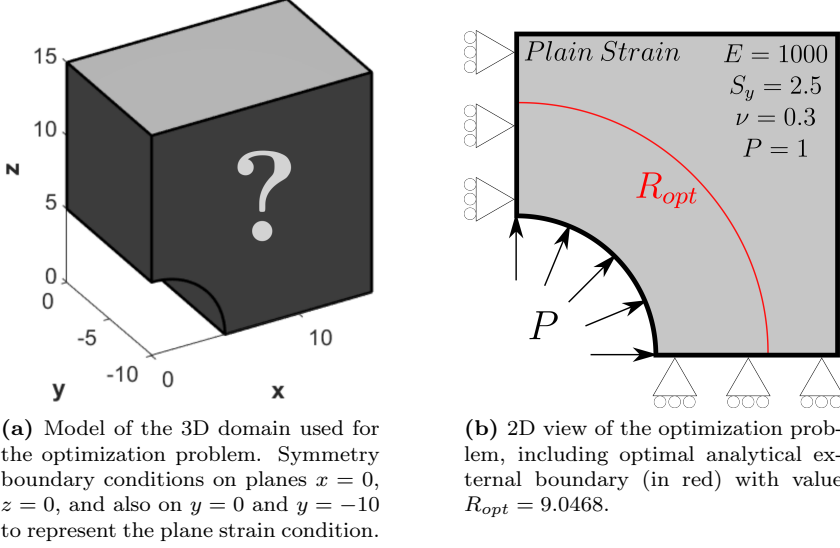 15
10
5
0
z
0
-5
-10
y
0
10
x
?
Plain Strain
E = 1000
S_y = 2.5
ν = 0.3
P = 1
R_opt
P
(a) Model of the 3D domain used for
the optimization problem. Symmetry
boundary conditions on planes x = 0,
z = 0, and also on y = 0 and y = −10
to represent the plane strain condition.
(b) 2D view of the optimization prob-
lem, including optimal analytical ex-
ternal boundary (in red) with value
R_opt = 9.0468.